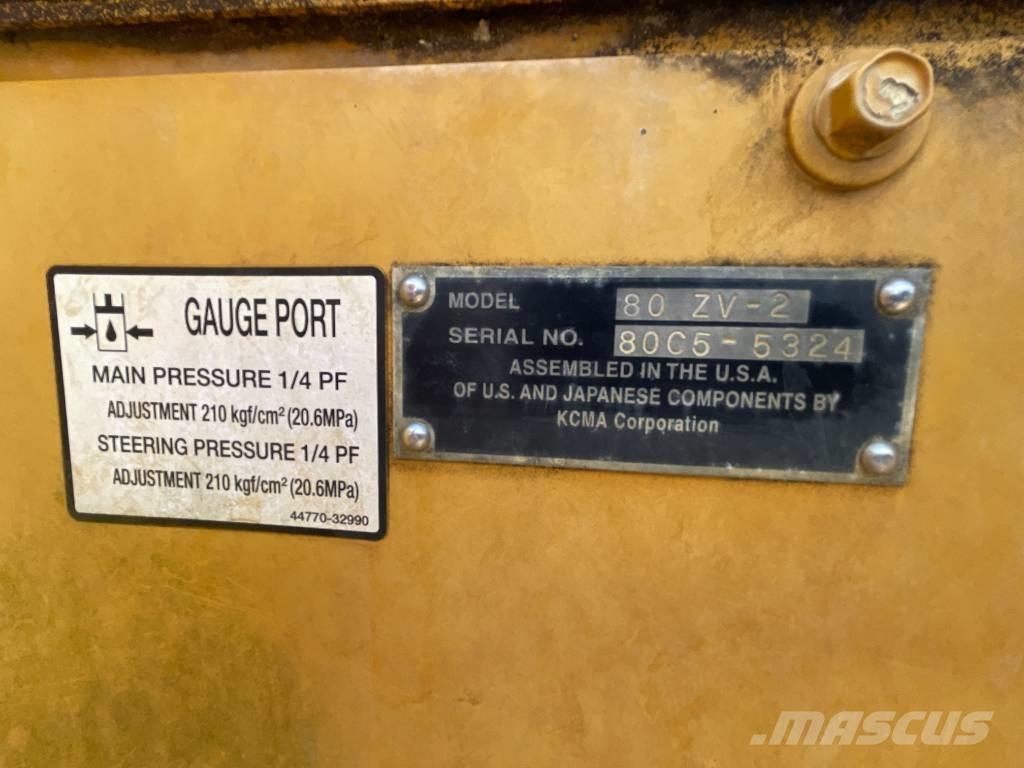 GAUGE PORT
MAIN PRESSURE 1/4 PF
ADJUSTMENT 210 kgf/cm² (20.6MPa)
STEERING PRESSURE 1/4 PF
ADJUSTMENT 210 kgf/cm² (20.6MPa)
44770-32990
MODEL 80 ZV-2
SERIAL NO. 80C5-5324
ASSEMBLED IN THE U.S.A.
OF U.S. AND JAPANESE COMPONENTS BY
KCMA Corporation
MASCUS